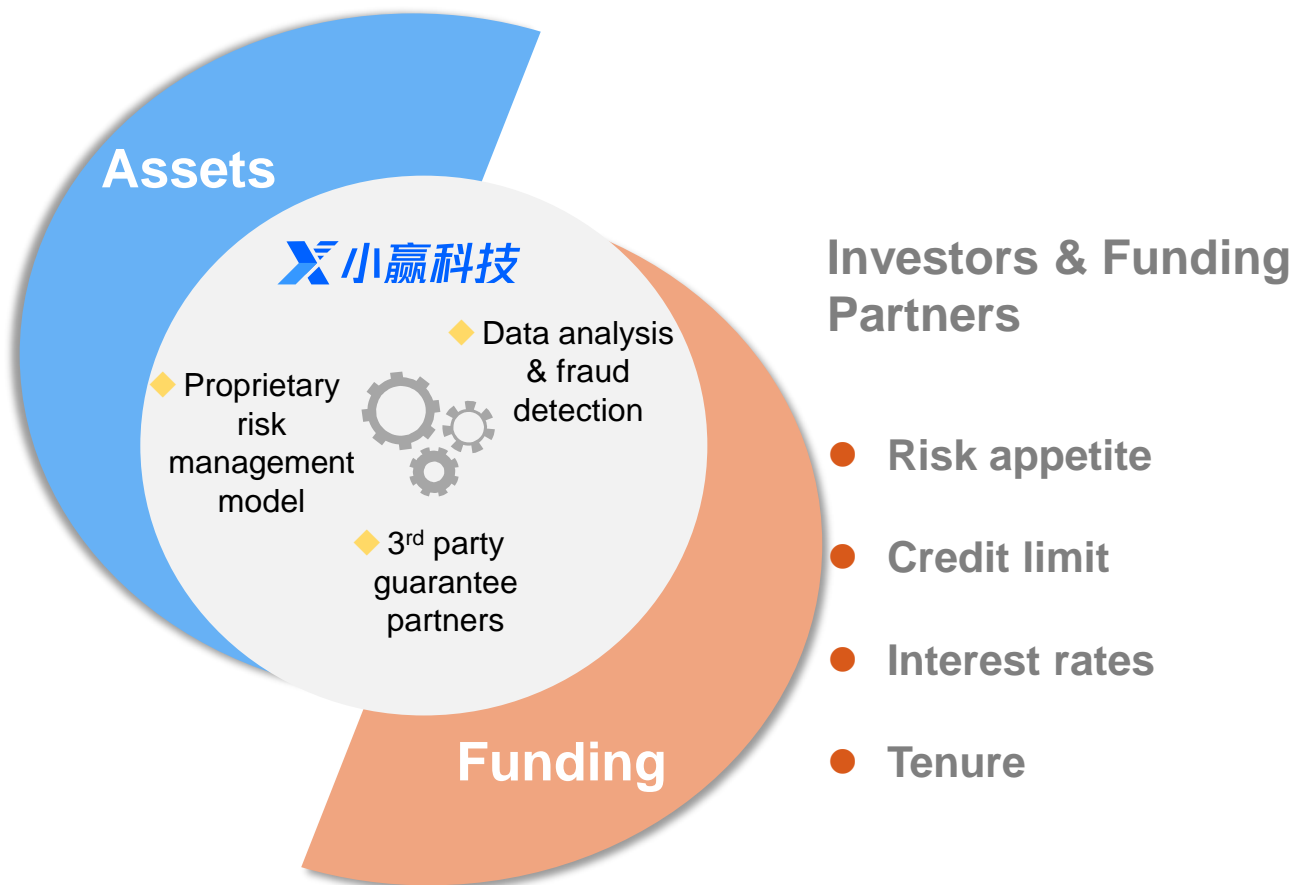 Assets
小赢科技
Data analysis
& fraud
detection
Proprietary
risk
management
model
3rd party
guarantee
partners
Funding
Investors & Funding
Partners
Risk appetite
Credit limit
Interest rates
Tenure